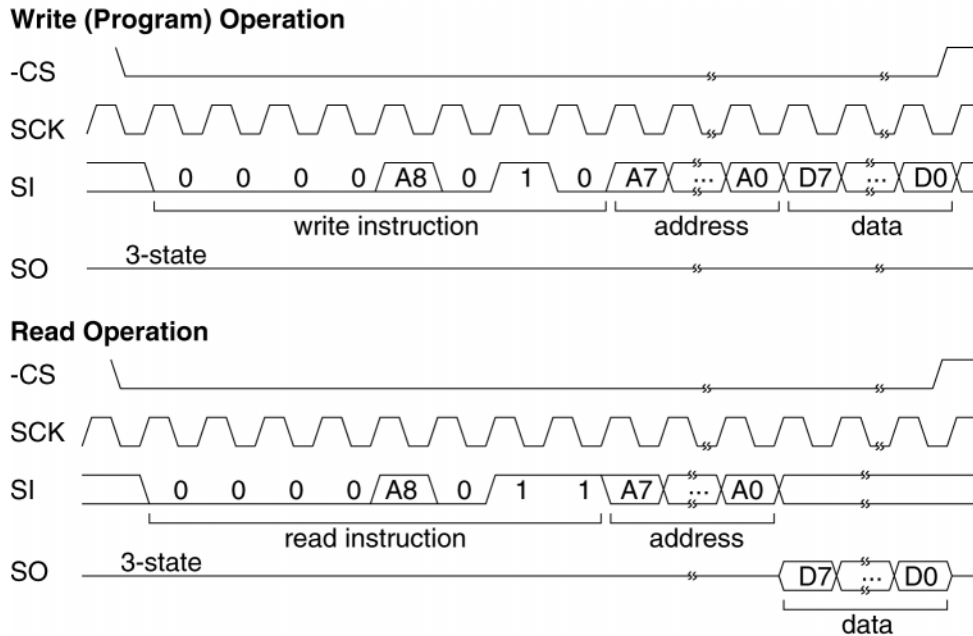 Write (Program) Operation
-CS
SCK
SI 0 0 0 0 A8 0 1 0 A7 ... A0 D7 ... D0
write instruction address data
SO 3-state
Read Operation
-CS
SCK
SI 0 0 0 0 A8 0 1 1 A7 ... A0
read instruction address
SO 3-state D7 ... D0
data